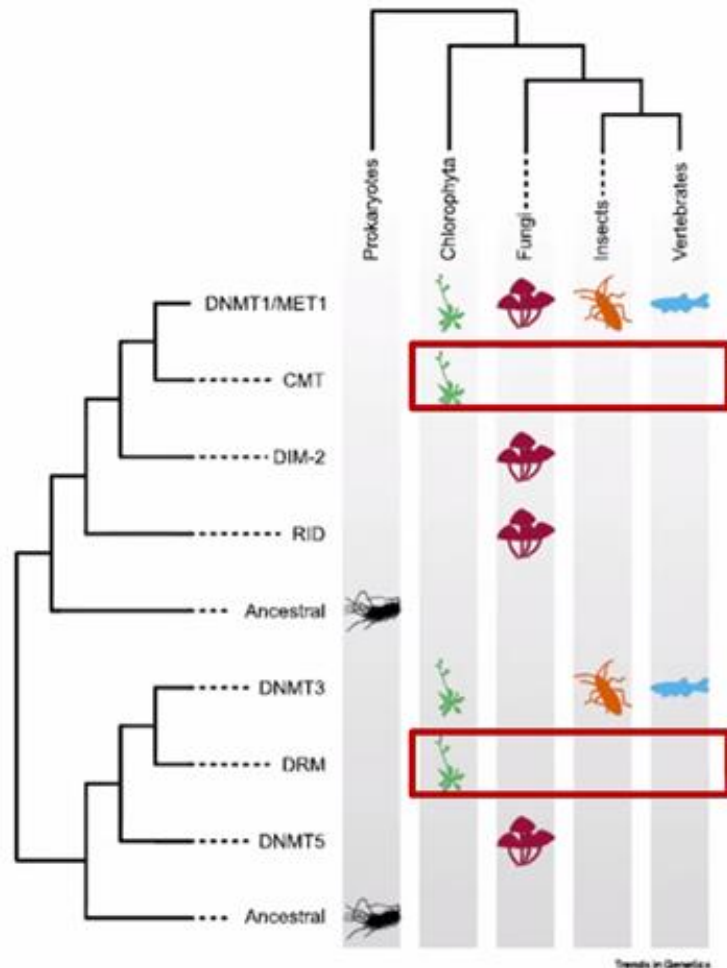 Prokaryotes
Chlorophyta
Fungi
Insects
Vertebrates
DNMT1/MET1
CMT
DIM-2
RID
Ancestral
DNMT3
DRM
DNMT5
Ancestral
Trends in Genetics